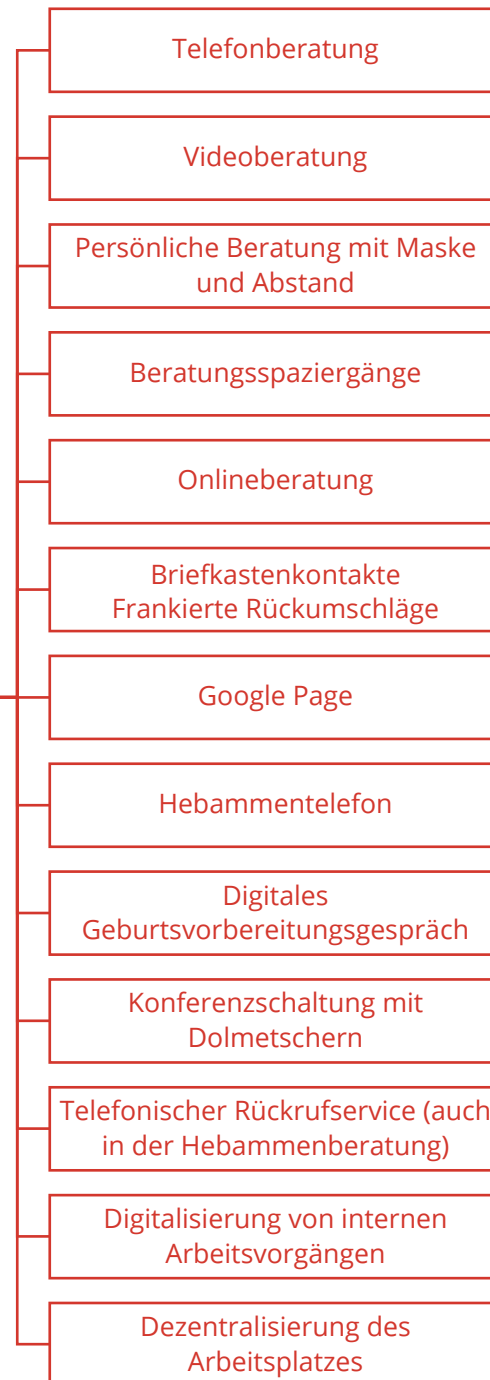 Telefonberatung
Videoberatung
Persönliche Beratung mit Maske
und Abstand
Beratungsspaziergänge
Onlineberatung
Briefkastenkontakte
Frankierte Rückumschläge
Google Page
Hebammentelefon
Digitales
Geburtsvorbereitungsgespräch
Konferenzschaltung mit
Dolmetschern
Telefonischer Rückrufservice (auch
in der Hebammenberatung)
Digitalisierung von internen
Arbeitsvorgängen
Dezentralisierung des
Arbeitsplatzes